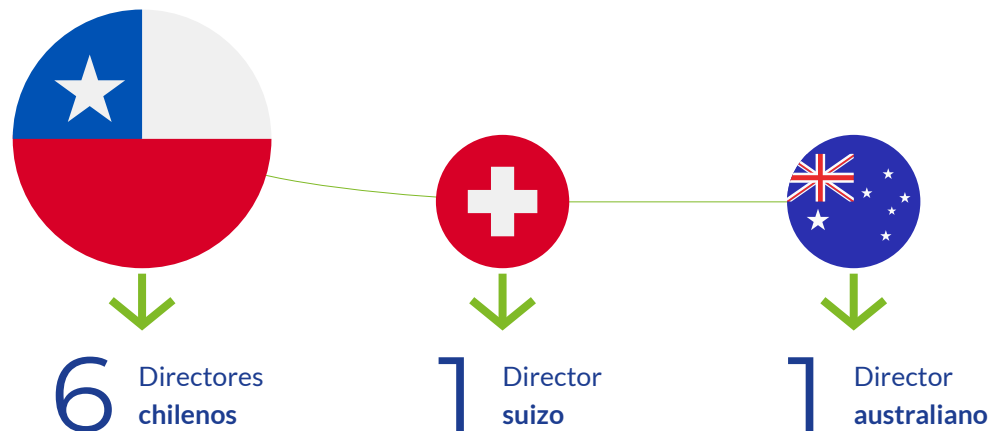 6 Directores
chilenos
1 Director
suizo
1 Director
australiano